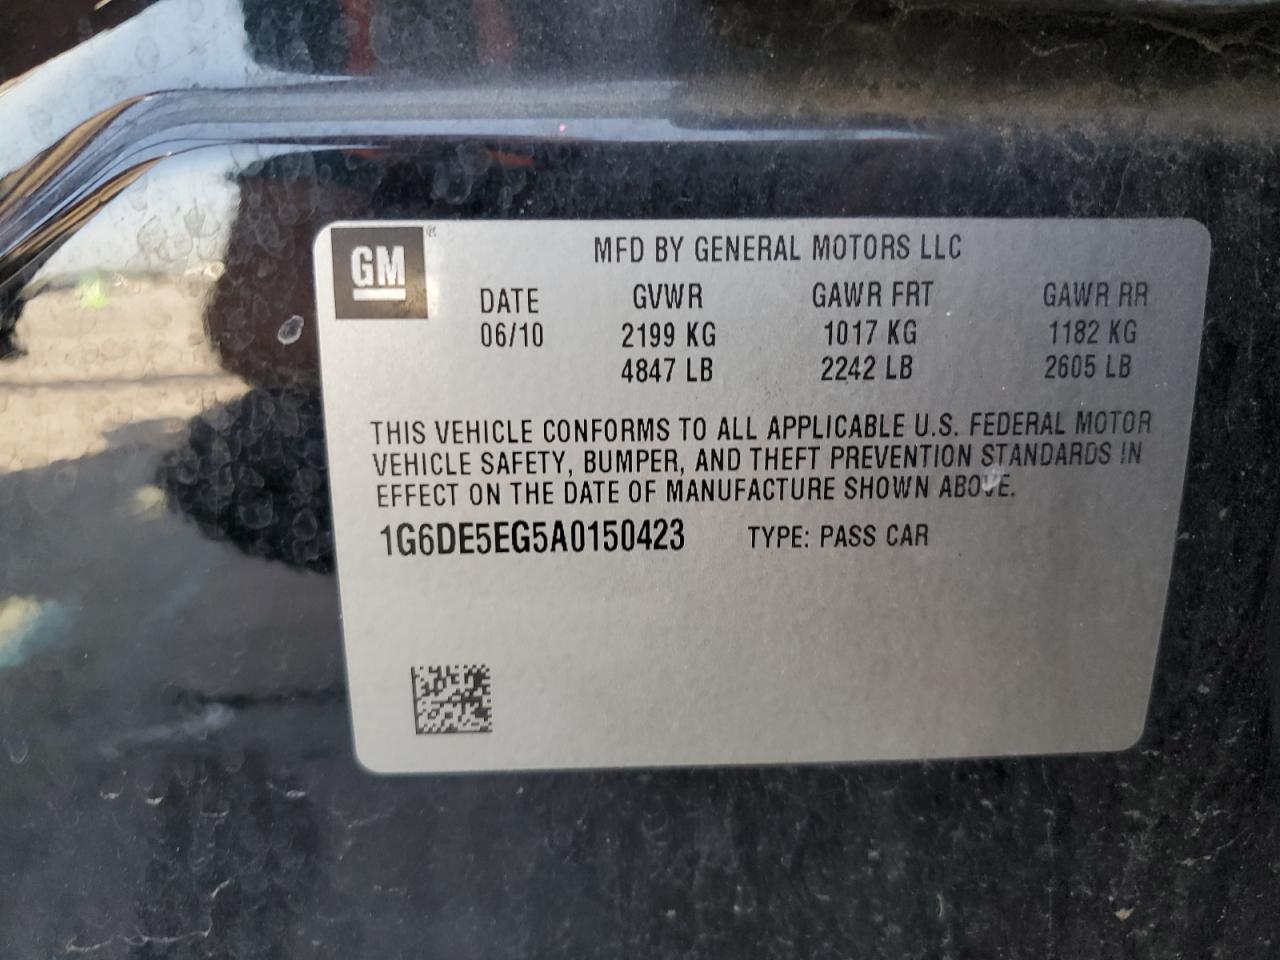 GM ®
MFD BY GENERAL MOTORS LLC
DATE GVWR GAWR FRT GAWR RR
06/10 2199 KG 1017 KG 1182 KG
4847 LB 2242 LB 2605 LB
THIS VEHICLE CONFORMS TO ALL APPLICABLE U.S. FEDERAL MOTOR
VEHICLE SAFETY, BUMPER, AND THEFT PREVENTION STANDARDS IN
EFFECT ON THE DATE OF MANUFACTURE SHOWN ABOVE.
1G6DE5EG5A0150423 TYPE: PASS CAR